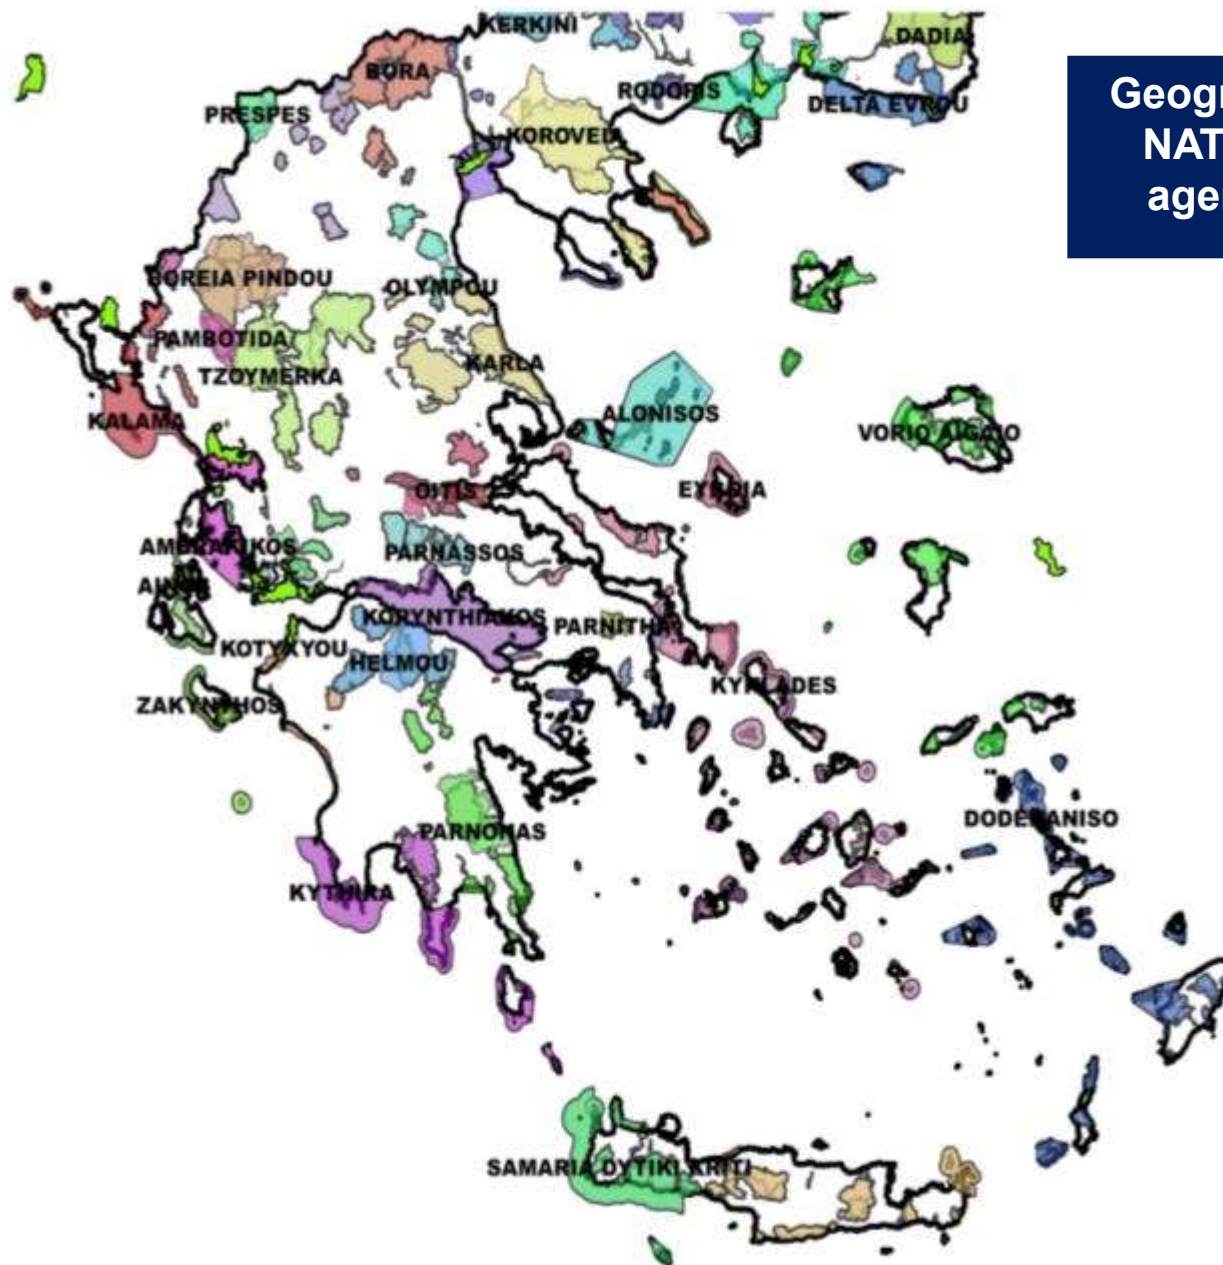 KERKINI
DADIA
BORA
RODOPIS
DELTA EVROU
PRESPES
KOROVEIA
Geogr
NAT
age
BOREIA PINDOU
OLYMPOU
PAMBOTIDA
TZOYMERKA
KARLA
KALAMA
ALONISOS
VORIO AIGAIO
OITIS
EYBOIA
AMBRAKIKOS
PARNASSOS
KORYNTHIAKOS
PARNITHA
KOTYXYOU
HELMOU
KYKLADES
ZAKYNTHOS
DODEKANISO
PARNONAS
KYTHIRA
SAMARIA DYTIKI KRITI